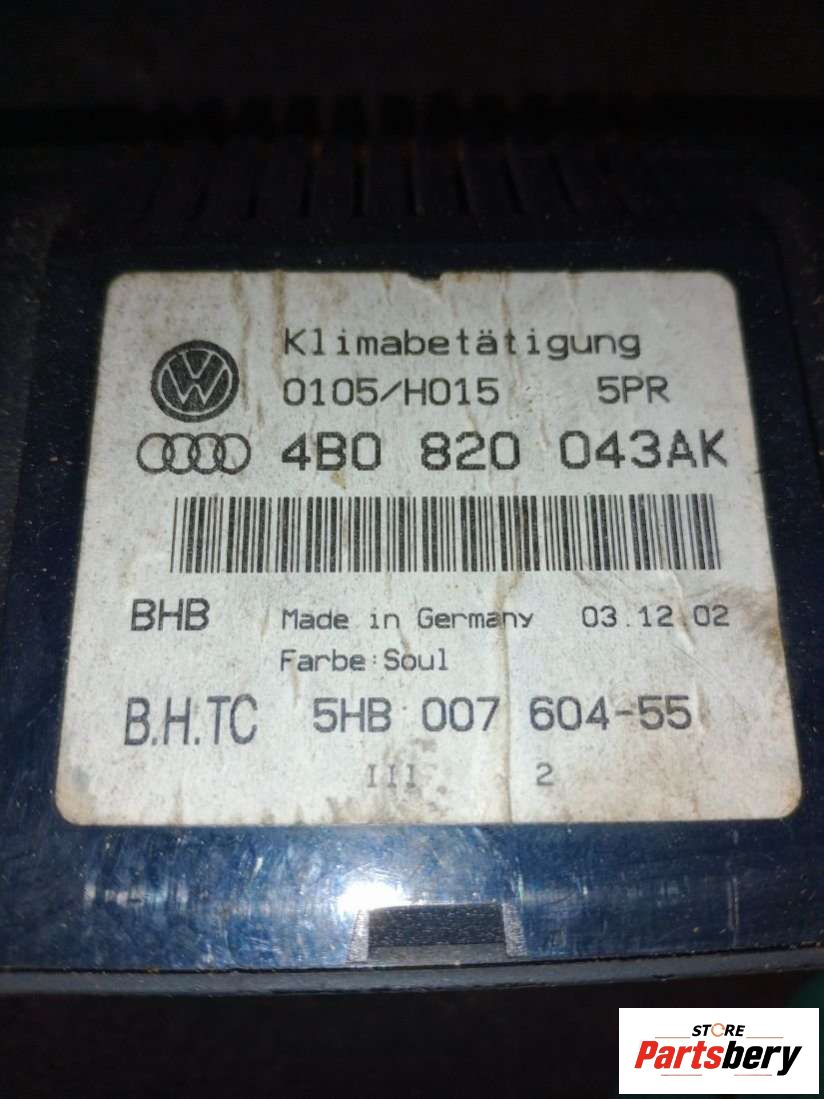 Klimabetätigung
0105/H015 5PR
4B0 820 043AK
BHB Made in Germany 03.12.02
Farbe:Soul
B.H.TC 5HB 007 604-55
III 2
STORE
Partsbery